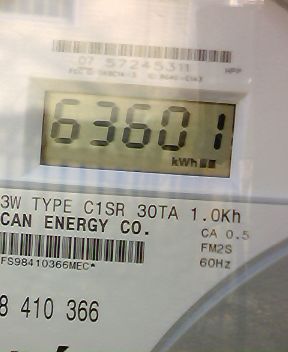 07 57245311
63601
kWh
3W TYPE C1SR 30TA 1.0Kh
CAN ENERGY CO.
CA 0.5
FM2S
60Hz
FS98410366MEC*
8 410 366